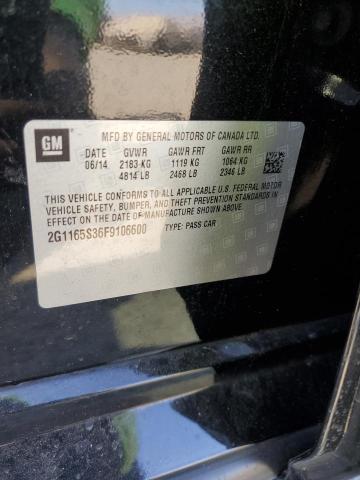 GM
MFD BY GENERAL MOTORS OF CANADA LTD.
DATE GVWR GAWR FRT GAWR RR
06/14 2183 KG 1119 KG 1064 KG
4814 LB 2468 LB 2346 LB
THIS VEHICLE CONFORMS TO ALL APPLICABLE U.S. FEDERAL MOTOR
VEHICLE SAFETY, BUMPER, AND THEFT PREVENTION STANDARDS IN
EFFECT ON THE DATE OF MANUFACTURE SHOWN ABOVE.
2G1165S36F9106600 TYPE: PASS CAR